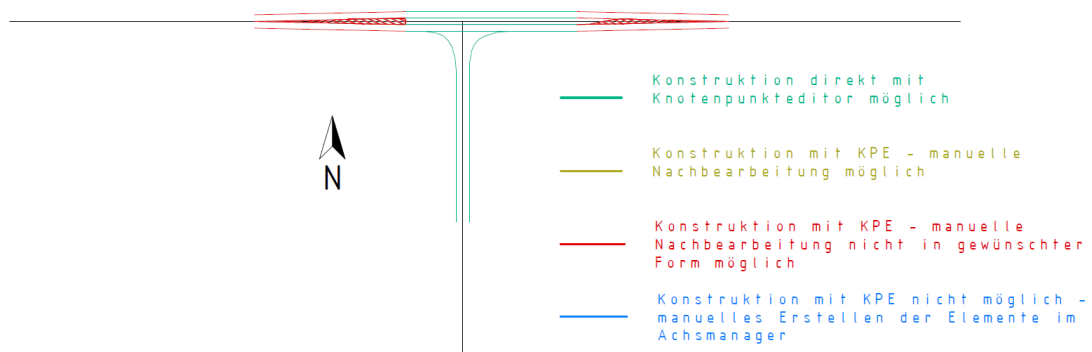 Konstruktion direkt mit
Knotenpunkteditor möglich
N
Konstruktion mit KPE - manuelle
Nachbearbeitung möglich
Konstruktion mit KPE - manuelle
Nachbearbeitung nicht in gewünschter
Form möglich
Konstruktion mit KPE nicht möglich -
manuelles Erstellen der Elemente im
Achsmanager